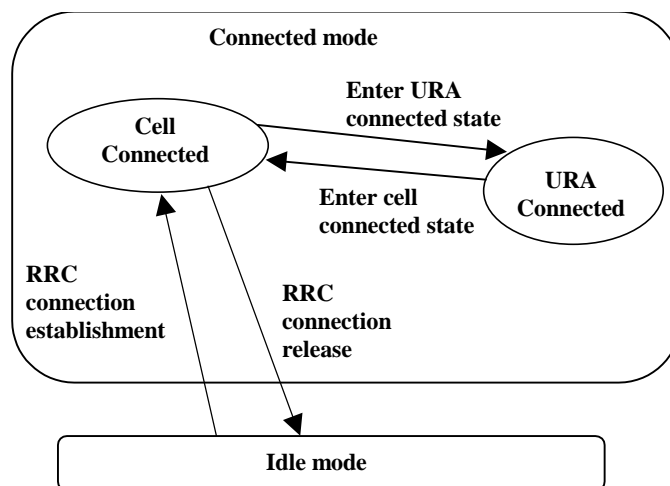 Connected mode
Enter URA
connected state
Cell
Connected
URA
Connected
Enter cell
connected state
RRC
connection
establishment
RRC
connection
release
Idle mode